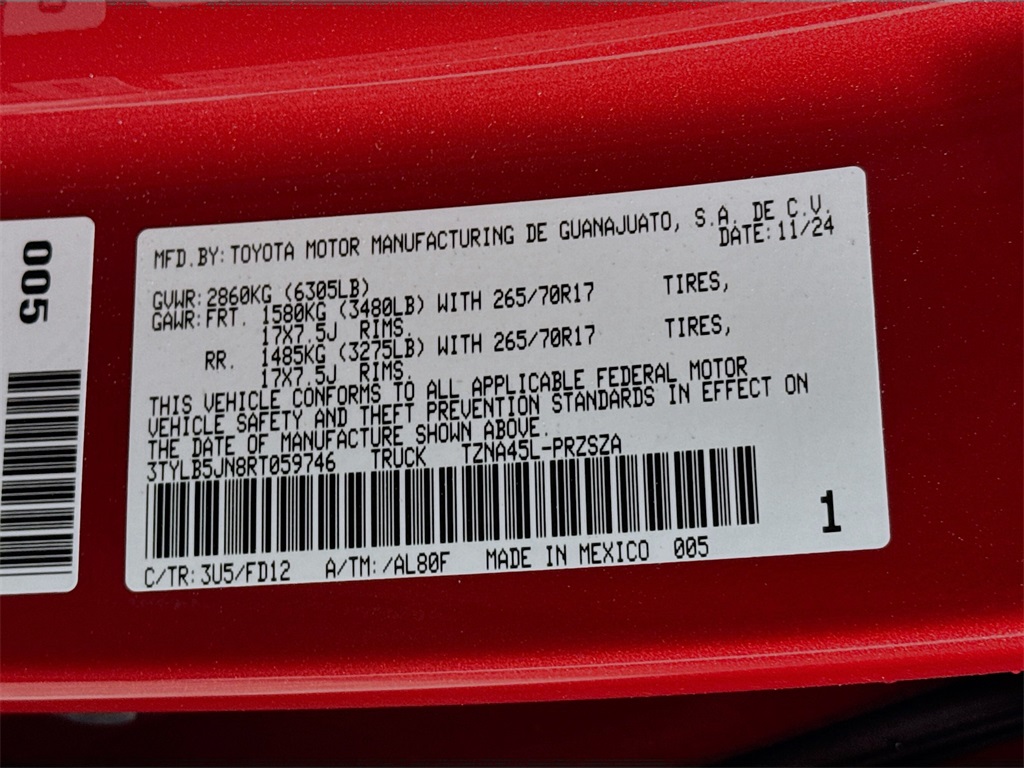 005
MFD.BY: TOYOTA MOTOR MANUFACTURING DE GUANAJUATO, S.A. DE C.V.
DATE: 11/24
GVWR: 2860KG (6305LB)
GAWR: FRT. 1580KG (3480LB) WITH 265/70R17 TIRES,
17X7.5J RIMS.
RR. 1485KG (3275LB) WITH 265/70R17 TIRES,
17X7.5J RIMS.
THIS VEHICLE CONFORMS TO ALL APPLICABLE FEDERAL MOTOR
VEHICLE SAFETY AND THEFT PREVENTION STANDARDS IN EFFECT ON
THE DATE OF MANUFACTURE SHOWN ABOVE.
3TYLB5JN8RT059746 TRUCK TZNA45L-PRZSZA
1
C/TR: 3U5/FD12 A/TM: /AL80F MADE IN MEXICO 005